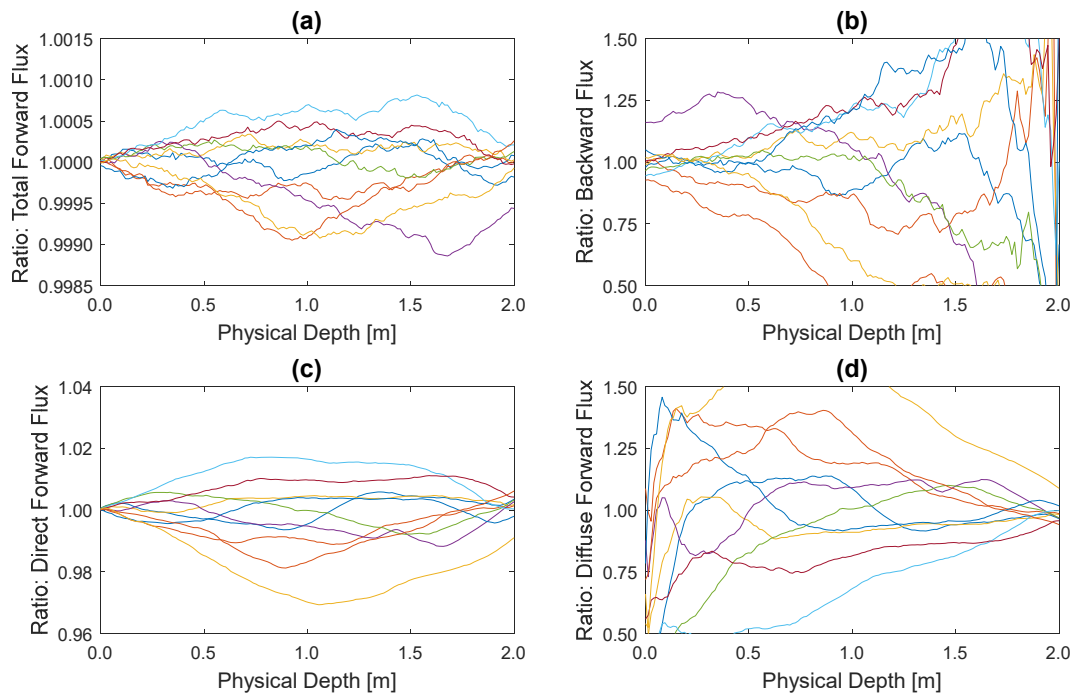 (a)
Ratio: Total Forward Flux
1.0015
1.0010
1.0005
1.0000
0.9995
0.9990
0.9985
0.0 0.5 1.0 1.5 2.0
Physical Depth [m]
(b)
Ratio: Backward Flux
1.50
1.25
1.00
0.75
0.50
0.0 0.5 1.0 1.5 2.0
Physical Depth [m]
(c)
Ratio: Direct Forward Flux
1.04
1.02
1.00
0.98
0.96
0.0 0.5 1.0 1.5 2.0
Physical Depth [m]
(d)
Ratio: Diffuse Forward Flux
1.50
1.25
1.00
0.75
0.50
0.0 0.5 1.0 1.5 2.0
Physical Depth [m]